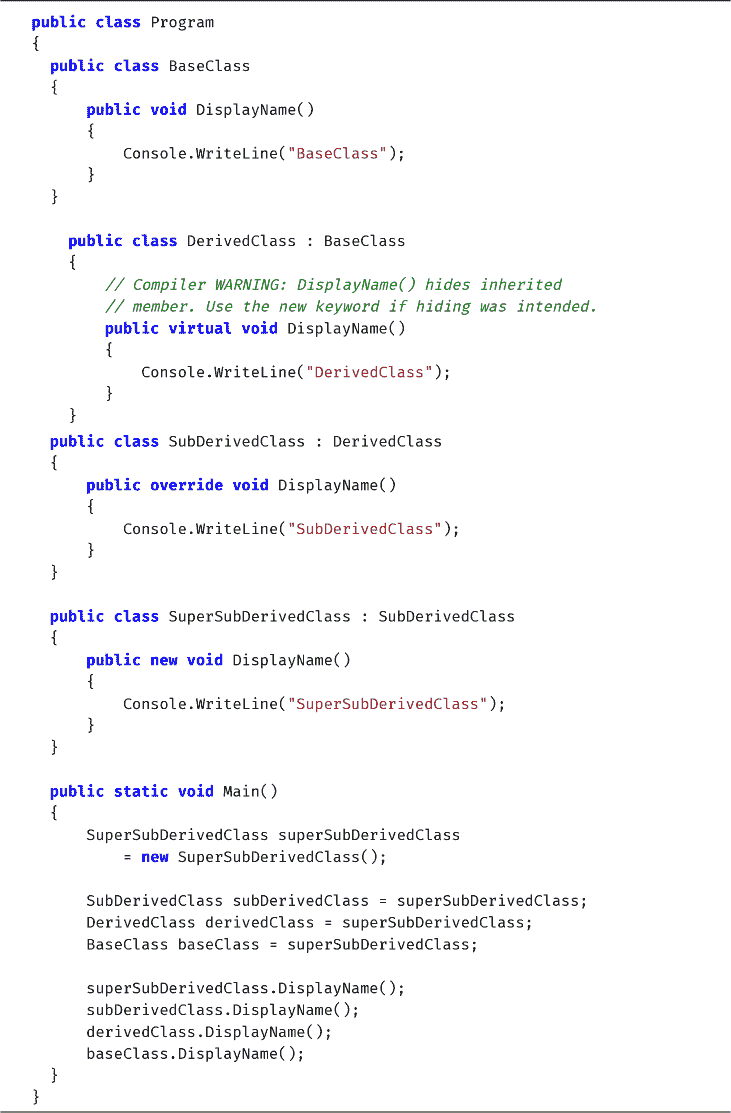 public class Program
{
  public class BaseClass
  {
      public void DisplayName()
      {
          Console.WriteLine("BaseClass");
      }
  }

    public class DerivedClass : BaseClass
    {
        // Compiler WARNING: DisplayName() hides inherited
        // member. Use the new keyword if hiding was intended.
        public virtual void DisplayName()
        {
            Console.WriteLine("DerivedClass");
        }
    }
  public class SubDerivedClass : DerivedClass
  {
      public override void DisplayName()
      {
          Console.WriteLine("SubDerivedClass");
      }
  }

  public class SuperSubDerivedClass : SubDerivedClass
  {
      public new void DisplayName()
      {
          Console.WriteLine("SuperSubDerivedClass");
      }
  }

  public static void Main()
  {
      SuperSubDerivedClass superSubDerivedClass
          = new SuperSubDerivedClass();

      SubDerivedClass subDerivedClass = superSubDerivedClass;
      DerivedClass derivedClass = superSubDerivedClass;
      BaseClass baseClass = superSubDerivedClass;

      superSubDerivedClass.DisplayName();
      subDerivedClass.DisplayName();
      derivedClass.DisplayName();
      baseClass.DisplayName();
  }
}